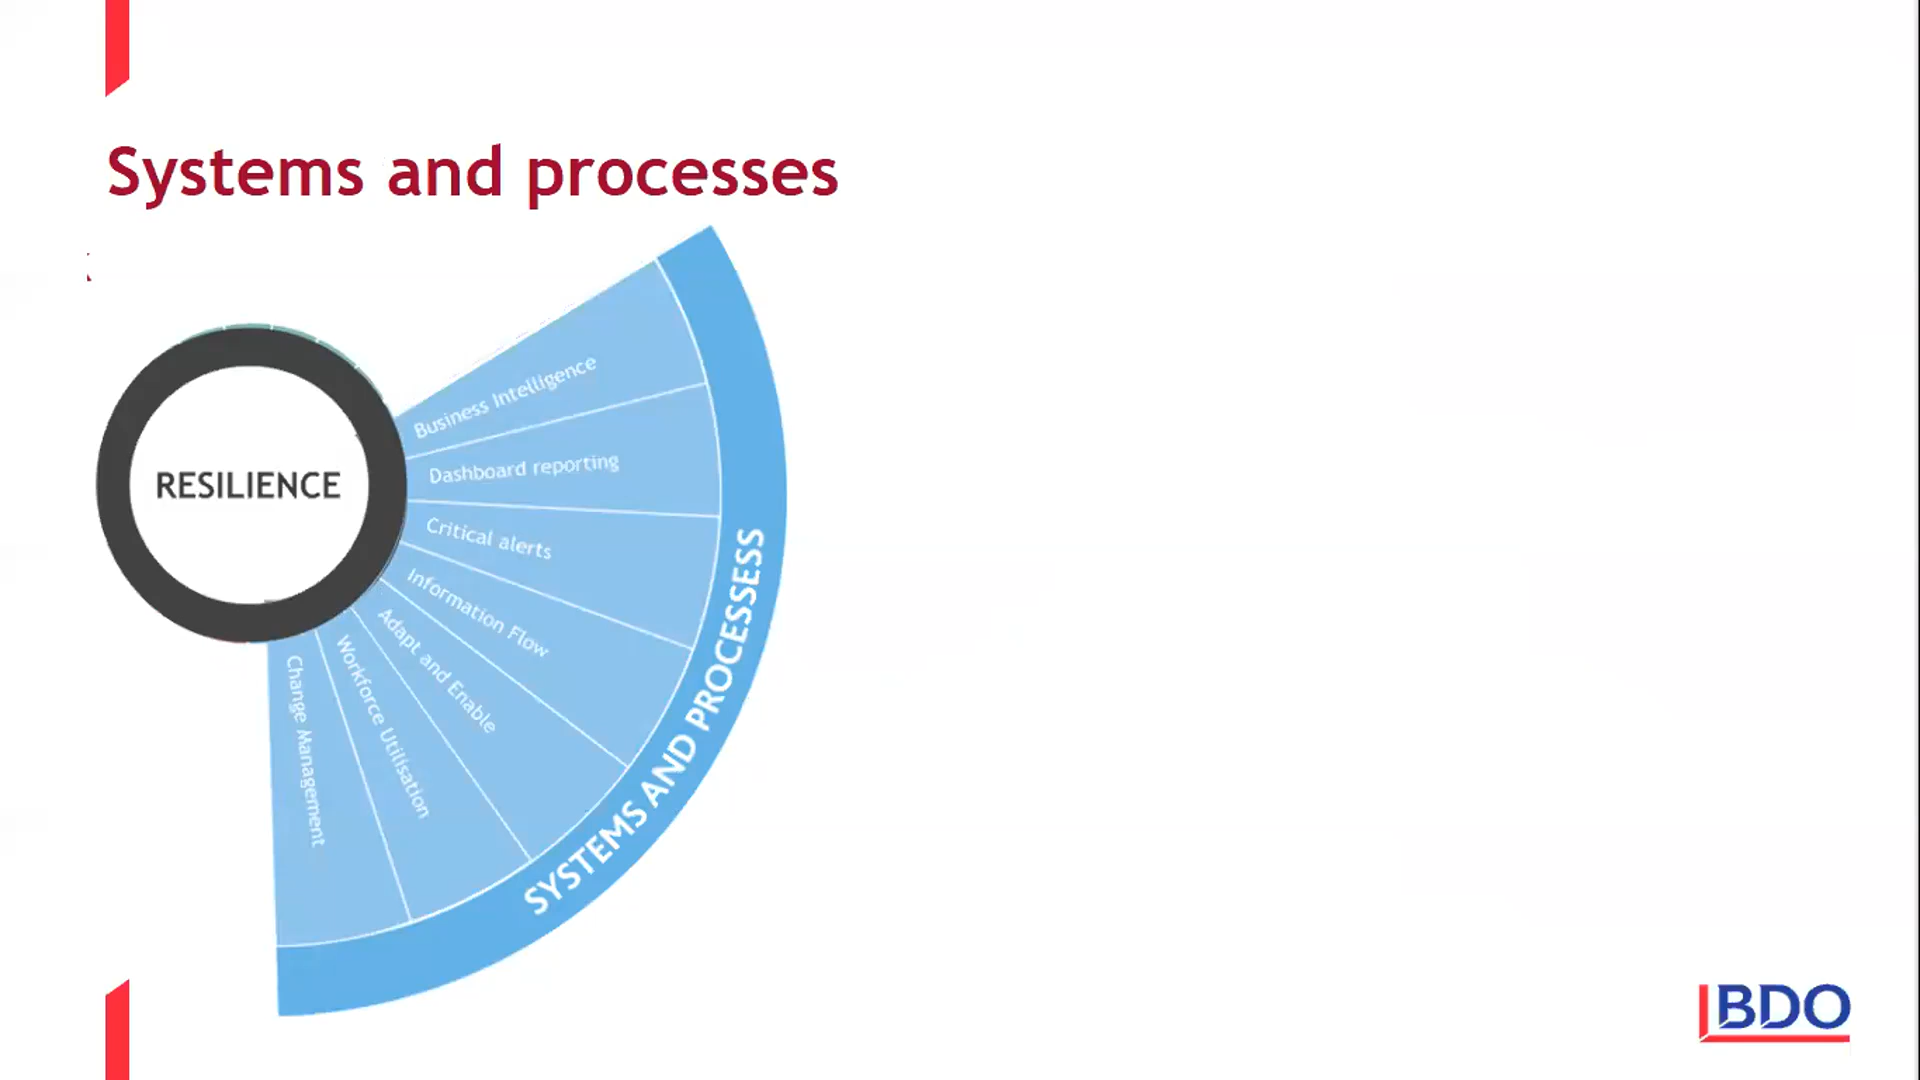 Systems and processes
RESILIENCE
Business Intelligence
Dashboard reporting
Critical alerts
Information Flow
Adapt and Enable
Workforce Utilisation
Change Management
SYSTEMS AND PROCESSESS
BDO